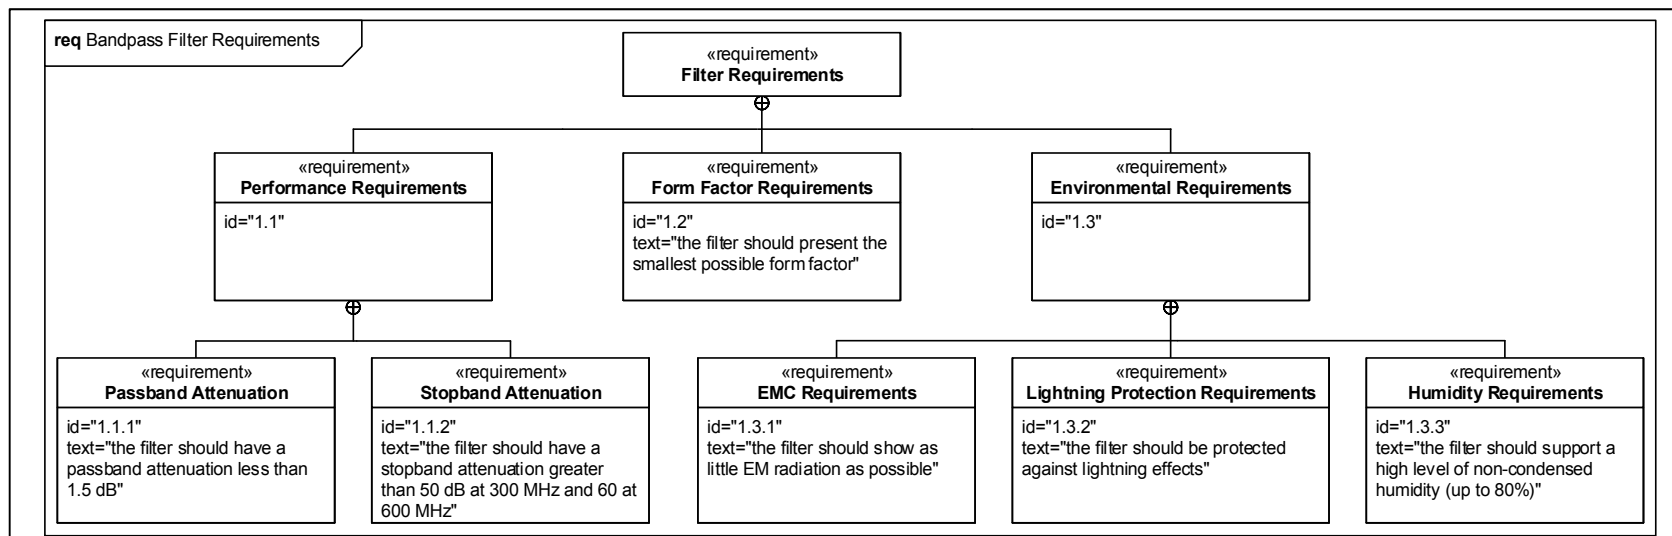 req Bandpass Filter Requirements
«requirement»
Filter Requirements
«requirement»
Performance Requirements
id="1.1"
«requirement»
Form Factor Requirements
id="1.2"
text="the filter should present the
smallest possible form factor"
«requirement»
Environmental Requirements
id="1.3"
«requirement»
Passband Attenuation
id="1.1.1"
text="the filter should have a
passband attenuation less than
1.5 dB"
«requirement»
Stopband Attenuation
id="1.1.2"
text="the filter should have a
stopband attenuation greater
than 50 dB at 300 MHz and 60 at
600 MHz"
«requirement»
EMC Requirements
id="1.3.1"
text="the filter should show as
little EM radiation as possible"
«requirement»
Lightning Protection Requirements
id="1.3.2"
text="the filter should be protected
against lightning effects"
«requirement»
Humidity Requirements
id="1.3.3"
text="the filter should support a
high level of non-condensed
humidity (up to 80%)"